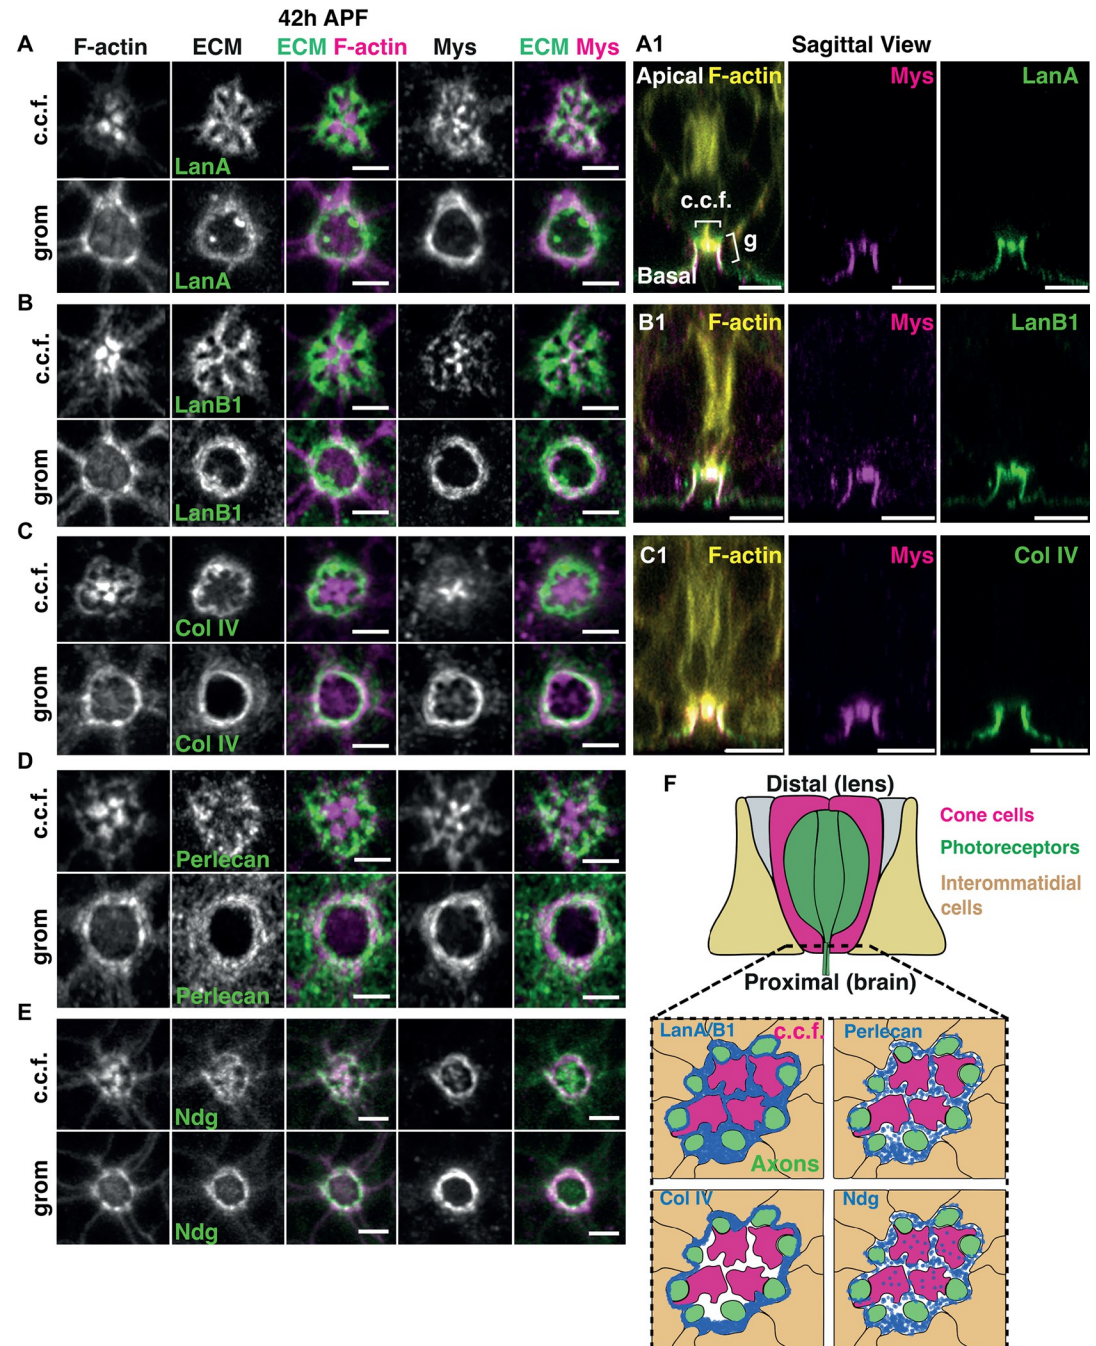 42h APF
A F-actin ECM ECM F-actin Mys ECM Mys
c.c.f.
LanA
grom
LanA
B
c.c.f.
LanB1
grom
LanB1
C
c.c.f.
Col IV
grom
Col IV
D
c.c.f.
Perlecan
grom
Perlecan
E
c.c.f.
Ndg
grom
Ndg
A1 Sagittal View
Apical F-actin Mys LanA
c.c.f.
g
Basal
B1 F-actin Mys LanB1
C1 F-actin Mys Col IV
F Distal (lens)
Cone cells
Photoreceptors
Interommatidial
cells
Proximal (brain)
LanA/B1 c.c.f. Perlecan
Axons
Col IV Ndg